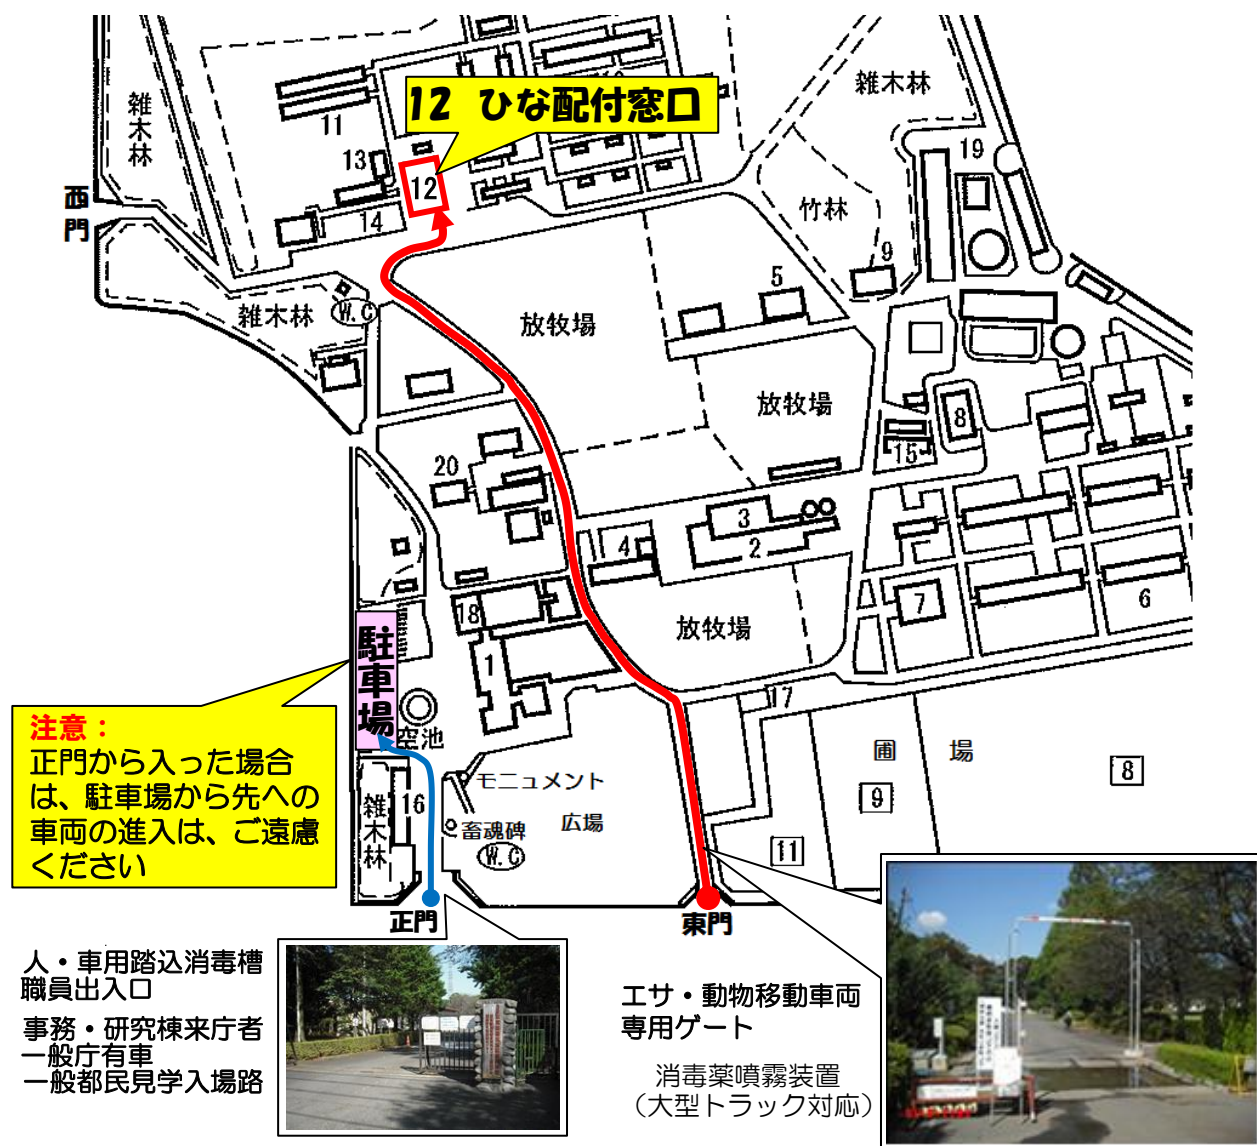 雑木林
12 ひな配付窓口
雑木林
11
13
19
12
西門
竹林
14
9
5
雑木林
W.C
放牧場
放牧場
8
15
20
3
4
2
7
6
18
放牧場
駐車場
1
17
注意：
正門から入った場合
は、駐車場から先への
車両の進入は、ご遠慮
ください
空池
圃場
8
モニュメント
9
雑木林
16
広場
畜魂碑
W.C
11
正門
東門
人・車用踏込消毒槽
職員出入口
事務・研究棟来庁者
一般庁有車
一般都民見学入場路
エサ・動物移動車両
専用ゲート
消毒薬噴霧装置
（大型トラック対応）